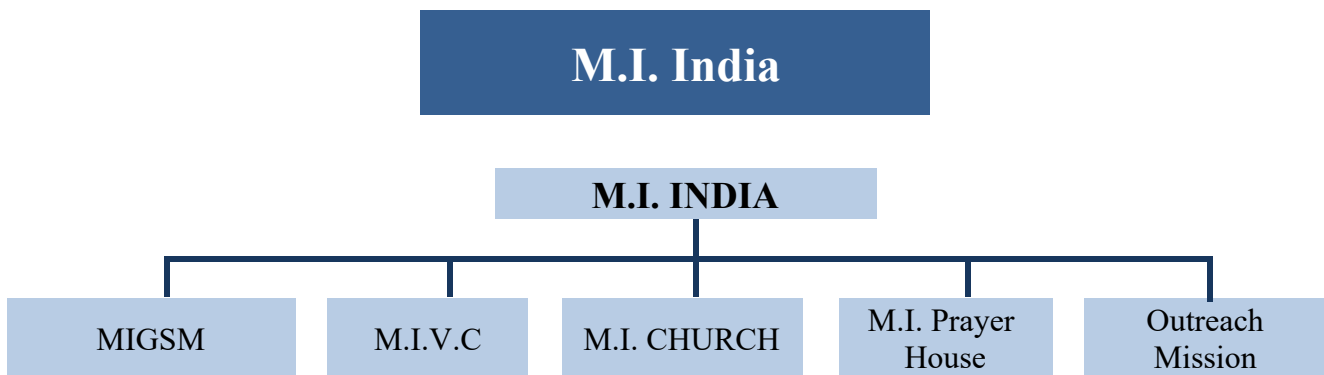 M.I. India
M.I. INDIA
MIGSM
M.I.V.C
M.I. CHURCH
M.I. Prayer
House
Outreach
Mission